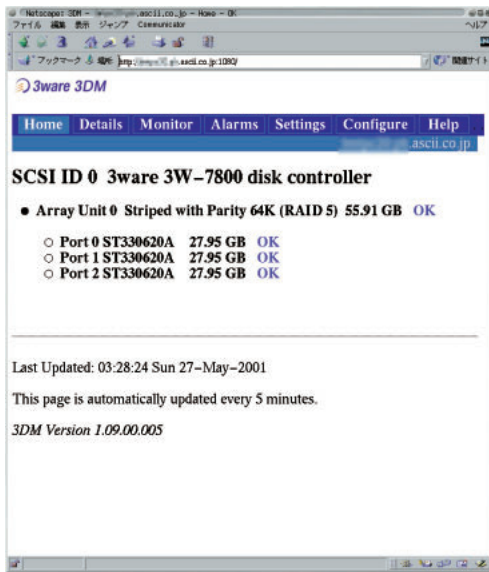 Netscape: 3DM - .ascii.co.jp - Home - OK
ファイル 編集 表示 ジャンプ Communicator ヘルプ
ブックマーク 場所 .ascii.co.jp:1080/ 関連サイト
3ware 3DM
Home Details Monitor Alarms Settings Configure Help
.ascii.co.jp
SCSI ID 0 3ware 3W-7800 disk controller
● Array Unit 0 Striped with Parity 64K (RAID 5) 55.91 GB OK
○ Port 0 ST330620A 27.95 GB OK
○ Port 1 ST330620A 27.95 GB OK
○ Port 2 ST330620A 27.95 GB OK
Last Updated: 03:28:24 Sun 27-May-2001
This page is automatically updated every 5 minutes.
3DM Version 1.09.00.005